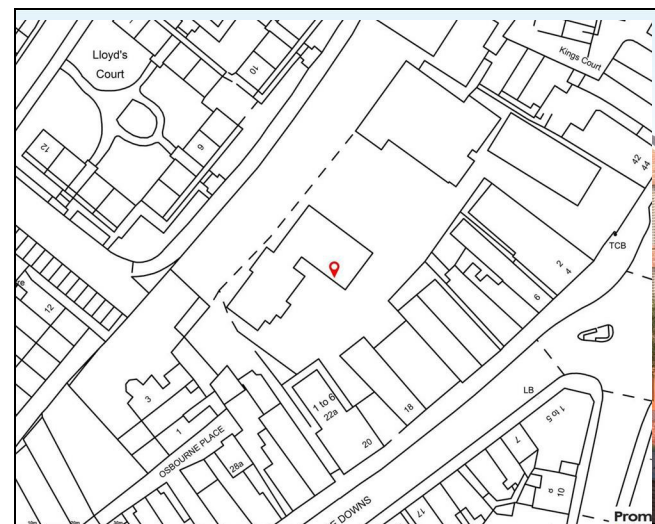 Lloyd's
Court
10
Kings Court
12
9
42
44
TCB
2
4
6
12
3
1
1 to 6
22a
18
20
LB
1 to 5
7
OSBOURNE PLACE
28a
a
10
17
E DOWNS
Prom